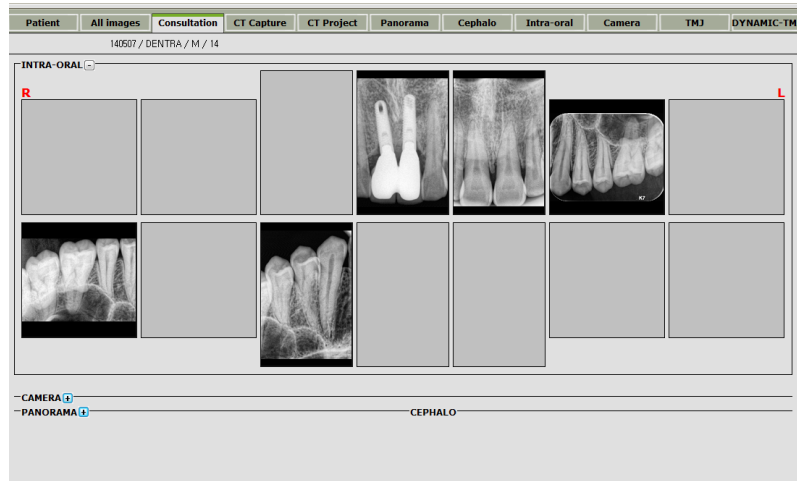 Patient All images Consultation CT Capture CT Project Panorama Cephalo Intra-oral Camera TMJ DYNAMIC-TM
140507 / DENTRA / M / 14
INTRA-ORAL
R L
K7
CAMERA
PANORAMA CEPHALO